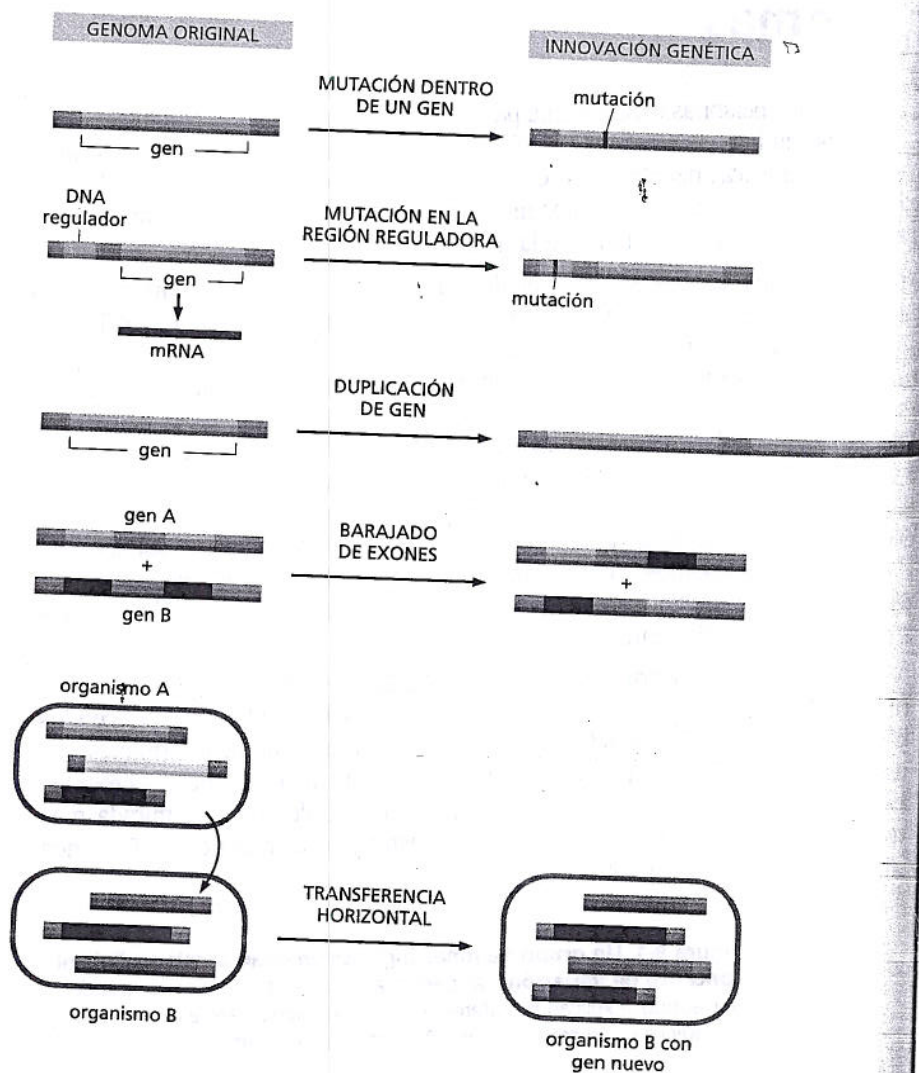 GENOMA ORIGINAL
INNOVACIÓN GENÉTICA
MUTACIÓN DENTRO
DE UN GEN
mutación
gen
DNA
regulador
MUTACIÓN EN LA
REGIÓN REGULADORA
gen
mutación
mRNA
DUPLICACIÓN
DE GEN
gen
gen A
+
gen B
BARAJADO
DE EXONES
+
organismo A
TRANSFERENCIA
HORIZONTAL
organismo B
organismo B con
gen nuevo